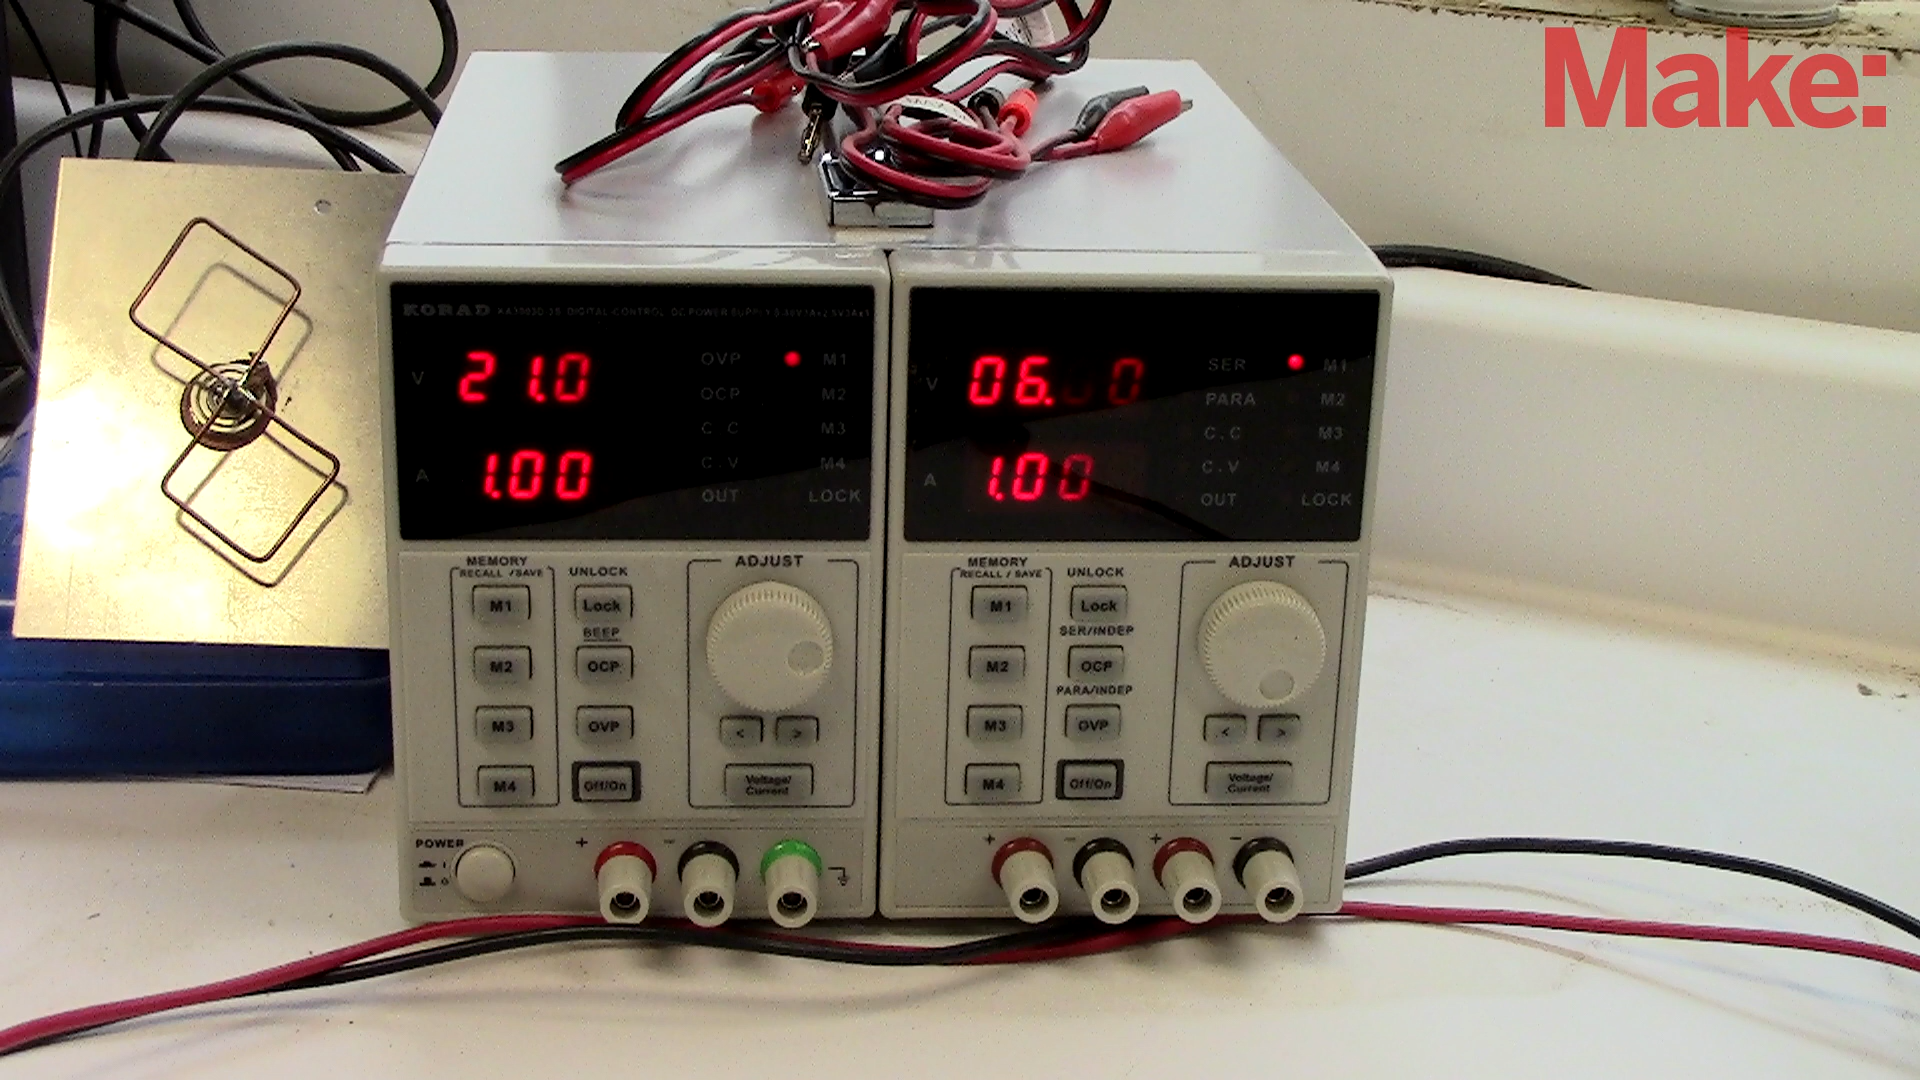 Make:
KORAD
V
21.0
OVP
M1
OCP
M2
C C
M3
A
1.00
C.V
M4
OUT
LOCK
V
06. 0
SER
M1
PARA
M2
C.C
M3
A
1.00
C.V
M4
OUT
LOCK
MEMORY
RECALL /SAVE
UNLOCK
ADJUST
M1
Lock
BEEP
M2
OCP
M3
OVP
<
>
M4
Off/On
Voltage/
Current
POWER
I
O
+
−
MEMORY
RECALL / SAVE
UNLOCK
ADJUST
M1
Lock
SER/INDEP
M2
OCP
PARA/INDEP
M3
OVP
<
>
M4
Off/On
Voltage/
Current
+
−
+
−